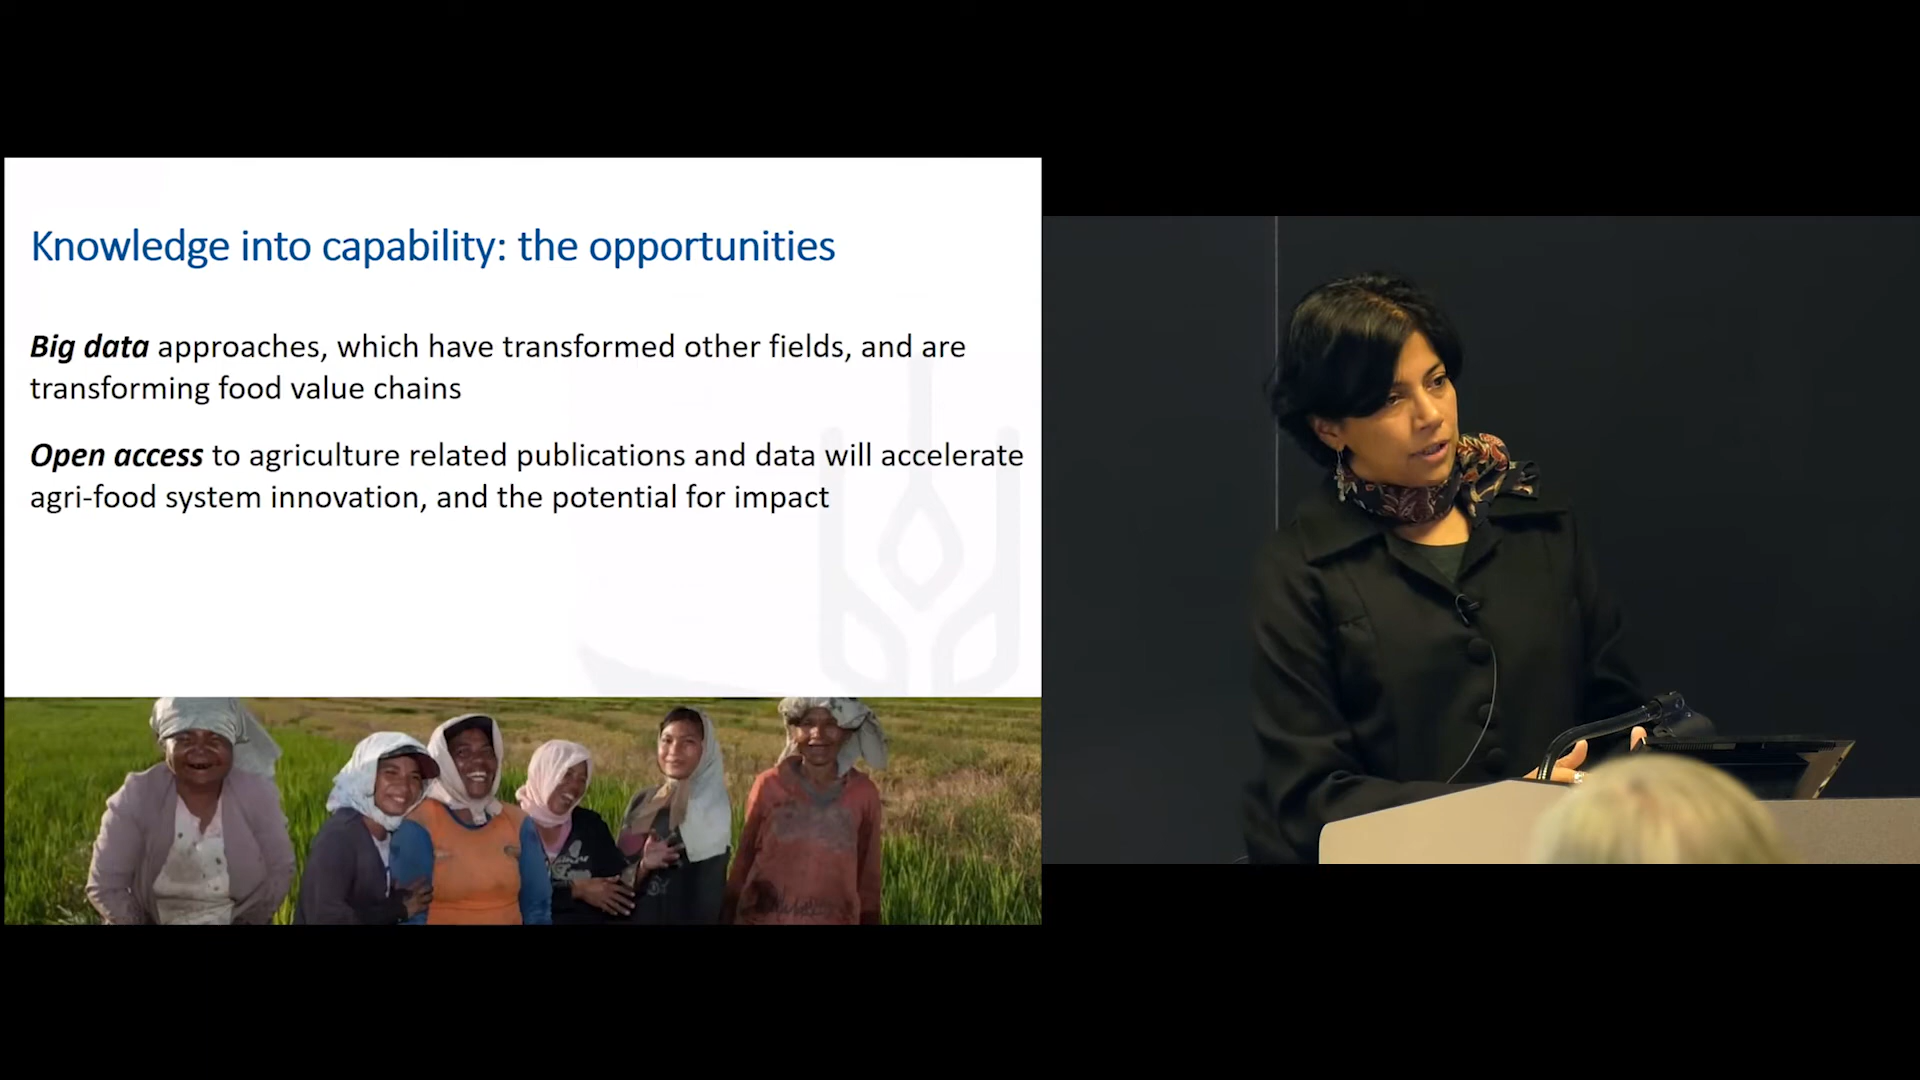 Knowledge into capability: the opportunities
Big data approaches, which have transformed other fields, and are
transforming food value chains
Open access to agriculture related publications and data will accelerate
agri-food system innovation, and the potential for impact